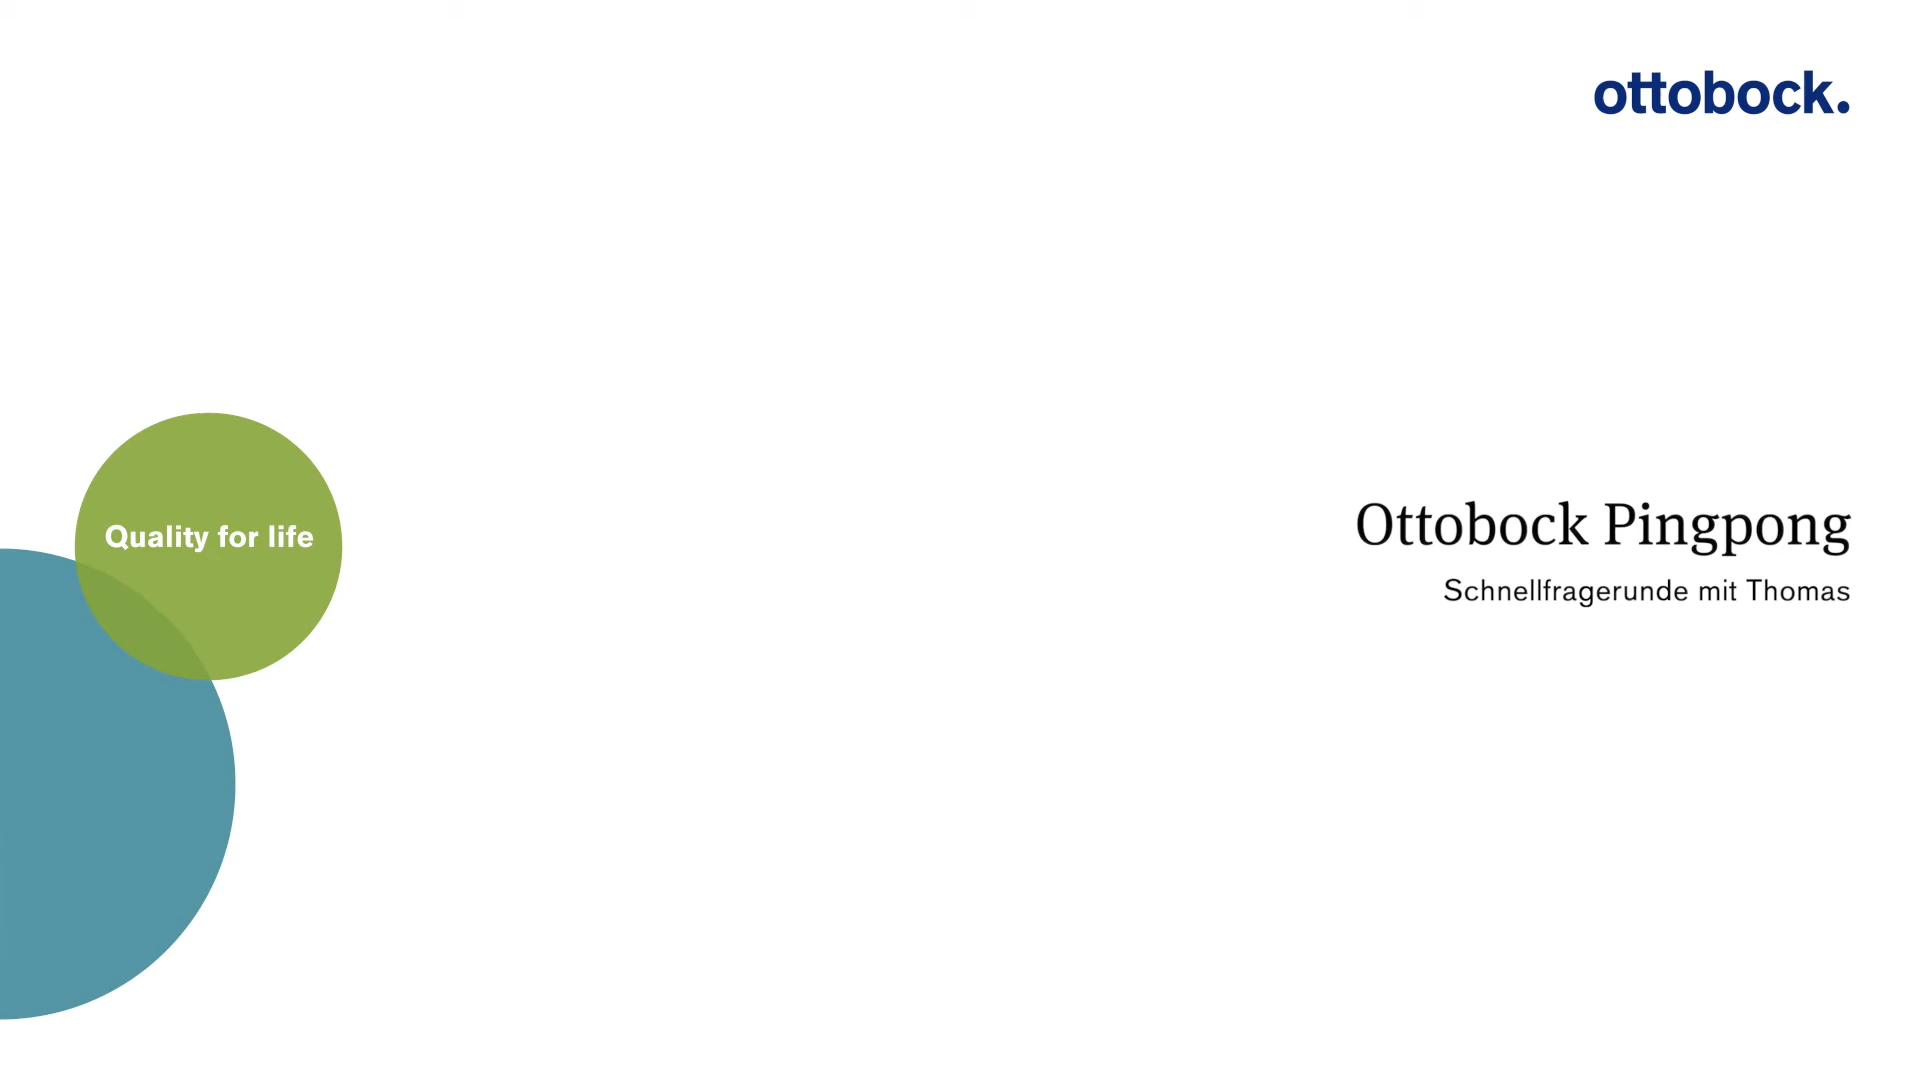 ottobock.
Quality for life
Ottobock Pingpong
Schnellfragerunde mit Thomas